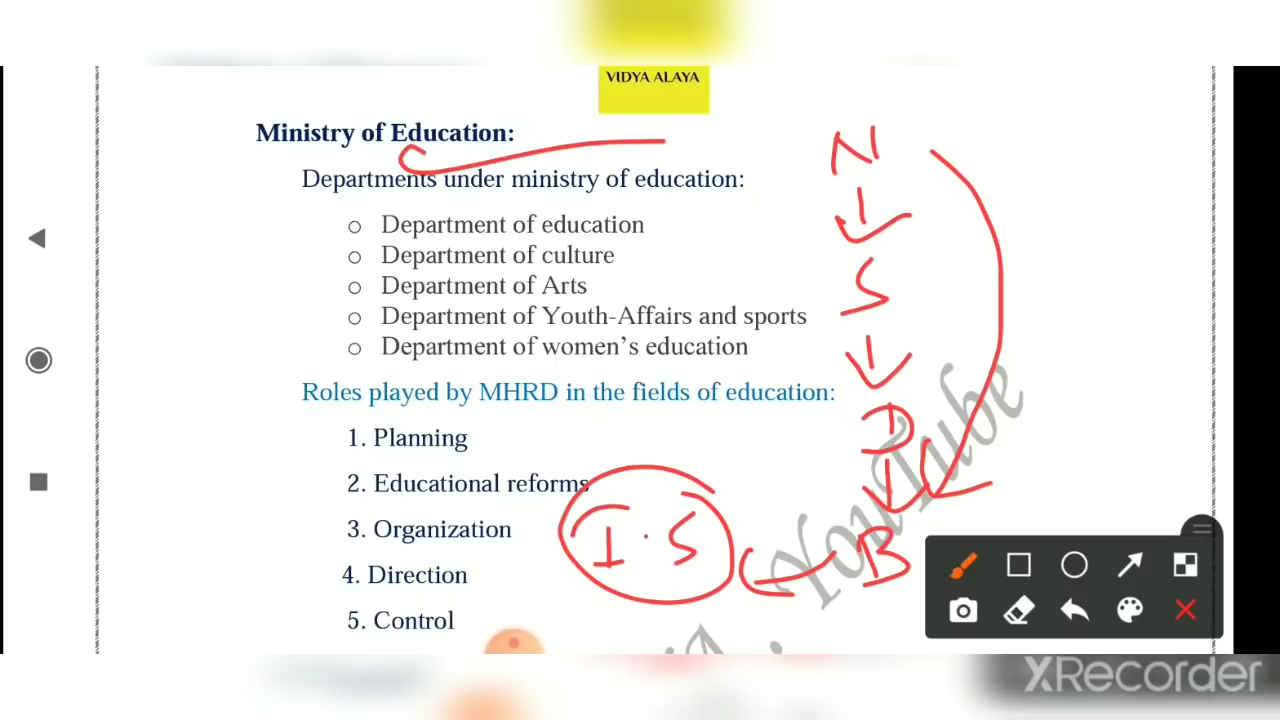 VIDYA ALAYA
Ministry of Education:
Departments under ministry of education:
Department of education
Department of culture
Department of Arts
Department of Youth-Affairs and sports
Department of women's education
Roles played by MHRD in the fields of education:
1. Planning
2. Educational reforms
3. Organization
4. Direction
5. Control
N
S
D
B
I.S
YouTube
XRecorder